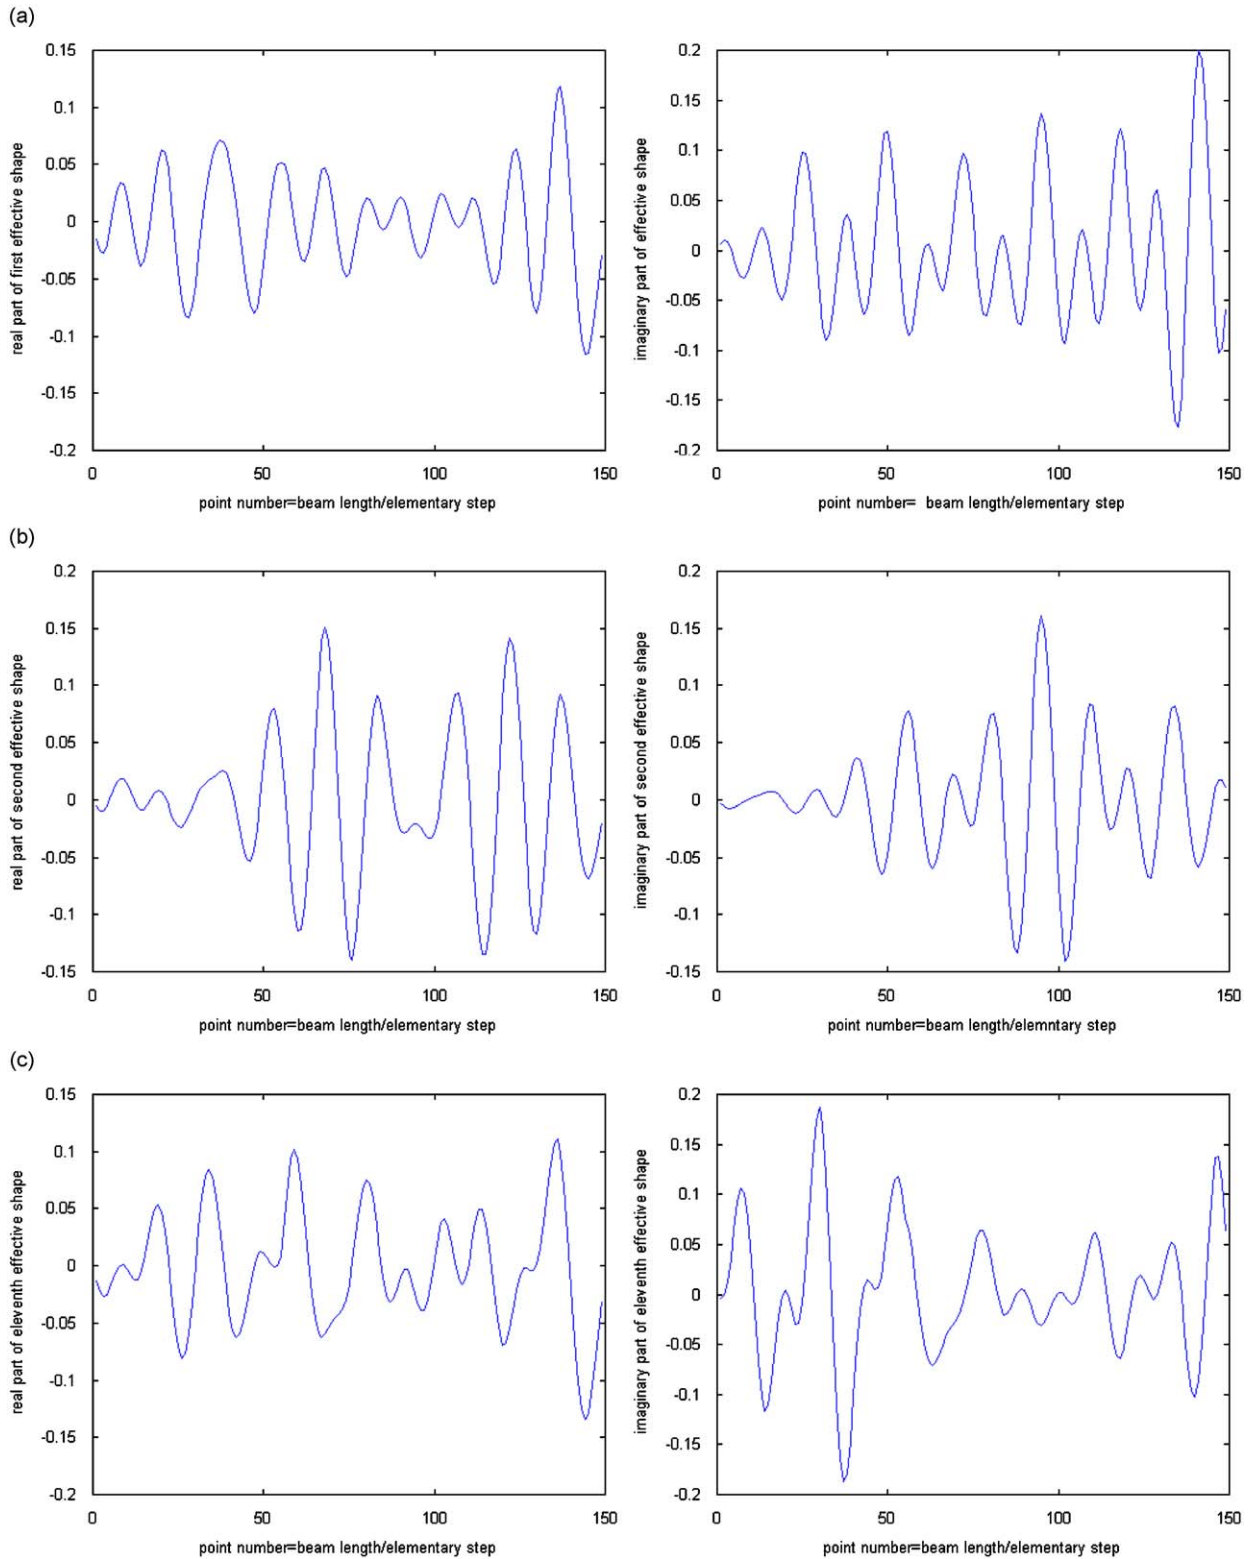 (a)
real part of first effective shape
0.15
0.1
0.05
0
-0.05
-0.1
-0.15
-0.2
0 50 100 150
point number=beam length/elementary step
imaginary part of effective shape
0.2
0.15
0.1
0.05
0
-0.05
-0.1
-0.15
-0.2
0 50 100 150
point number= beam length/elementary step
(b)
real part of second effective shape
0.2
0.15
0.1
0.05
0
-0.05
-0.1
-0.15
0 50 100 150
point number=beam length/elementary step
imaginary part of second effective shape
0.2
0.15
0.1
0.05
0
-0.05
-0.1
-0.15
0 50 100 150
point number=beam length/elemntary step
(c)
real part of eleventh effective shape
0.15
0.1
0.05
0
-0.05
-0.1
-0.15
-0.2
0 50 100 150
point number=beam length/elementary step
imaginary part of eleventh effective shape
0.2
0.15
0.1
0.05
0
-0.05
-0.1
-0.15
-0.2
0 50 100 150
point number=beam length/elementary step